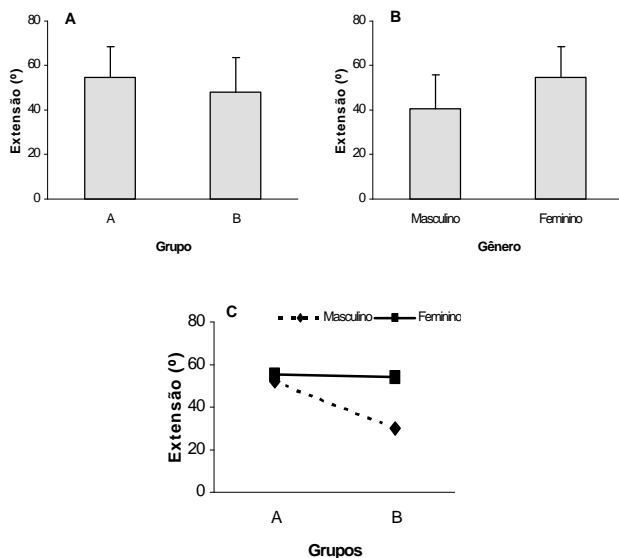 A
Extensão (º)
80
60
40
20
0
A
B
Grupo
B
Extensão (º)
80
60
40
20
0
Masculino
Feminino
Gênero
C
Masculino
Feminino
Extensão (º)
80
60
40
20
0
A
B
Grupos